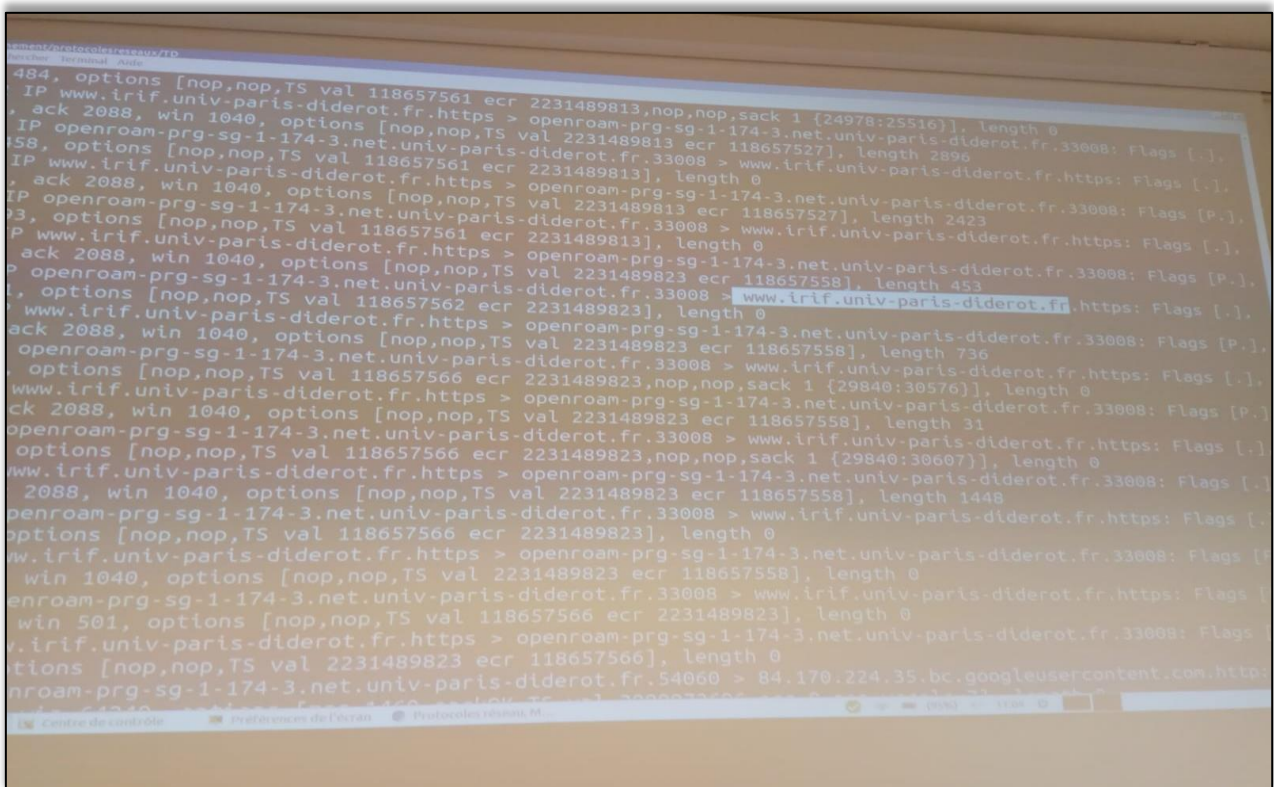 nement/protocolesreseaux/TD
hercher Terminal Aide
484, options [nop,nop,TS val 118657561 ecr 2231489813,nop,nop,sack 1 {24978:25516}], length 0
IP www.irif.univ-paris-diderot.fr.https > openroam-prg-sg-1-174-3.net.univ-paris-diderot.fr.33008: Flags [.],
, ack 2088, win 1040, options [nop,nop,TS val 2231489813 ecr 118657527], length 2896
IP openroam-prg-sg-1-174-3.net.univ-paris-diderot.fr.33008 > www.irif.univ-paris-diderot.fr.https: Flags [.],
458, options [nop,nop,TS val 118657561 ecr 2231489813], length 0
IP www.irif.univ-paris-diderot.fr.https > openroam-prg-sg-1-174-3.net.univ-paris-diderot.fr.33008: Flags [P.],
, ack 2088, win 1040, options [nop,nop,TS val 2231489813 ecr 118657527], length 2423
IP openroam-prg-sg-1-174-3.net.univ-paris-diderot.fr.33008 > www.irif.univ-paris-diderot.fr.https: Flags [.],
93, options [nop,nop,TS val 118657561 ecr 2231489813], length 0
P www.irif.univ-paris-diderot.fr.https > openroam-prg-sg-1-174-3.net.univ-paris-diderot.fr.33008: Flags [P.],
ack 2088, win 1040, options [nop,nop,TS val 2231489823 ecr 118657558], length 453
P openroam-prg-sg-1-174-3.net.univ-paris-diderot.fr.33008 > www.irif.univ-paris-diderot.fr.https: Flags [.],
1, options [nop,nop,TS val 118657562 ecr 2231489823], length 0
www.irif.univ-paris-diderot.fr.https > openroam-prg-sg-1-174-3.net.univ-paris-diderot.fr.33008: Flags [P.],
ack 2088, win 1040, options [nop,nop,TS val 2231489823 ecr 118657558], length 736
openroam-prg-sg-1-174-3.net.univ-paris-diderot.fr.33008 > www.irif.univ-paris-diderot.fr.https: Flags [.],
, options [nop,nop,TS val 118657566 ecr 2231489823,nop,nop,sack 1 {29840:30576}], length 0
www.irif.univ-paris-diderot.fr.https > openroam-prg-sg-1-174-3.net.univ-paris-diderot.fr.33008: Flags [P.]
ck 2088, win 1040, options [nop,nop,TS val 2231489823 ecr 118657558], length 31
openroam-prg-sg-1-174-3.net.univ-paris-diderot.fr.33008 > www.irif.univ-paris-diderot.fr.https: Flags [.]
options [nop,nop,TS val 118657566 ecr 2231489823,nop,nop,sack 1 {29840:30607}], length 0
www.irif.univ-paris-diderot.fr.https > openroam-prg-sg-1-174-3.net.univ-paris-diderot.fr.33008: Flags [.]
2088, win 1040, options [nop,nop,TS val 2231489823 ecr 118657558], length 1448
penroam-prg-sg-1-174-3.net.univ-paris-diderot.fr.33008 > www.irif.univ-paris-diderot.fr.https: Flags [.
options [nop,nop,TS val 118657566 ecr 2231489823], length 0
ww.irif.univ-paris-diderot.fr.https > openroam-prg-sg-1-174-3.net.univ-paris-diderot.fr.33008: Flags [F
win 1040, options [nop,nop,TS val 2231489823 ecr 118657558], length 0
enroam-prg-sg-1-174-3.net.univ-paris-diderot.fr.33008 > www.irif.univ-paris-diderot.fr.https: Flags [
win 501, options [nop,nop,TS val 118657566 ecr 2231489823], length 0
w.irif.univ-paris-diderot.fr.https > openroam-prg-sg-1-174-3.net.univ-paris-diderot.fr.33008: Flags [
tions [nop,nop,TS val 2231489823 ecr 118657566], length 0
nroam-prg-sg-1-174-3.net.univ-paris-diderot.fr.54060 > 84.170.224.35.bc.googleusercontent.com.http:
Centre de contrôle Préférences de l'écran Protocoles réseau, M...